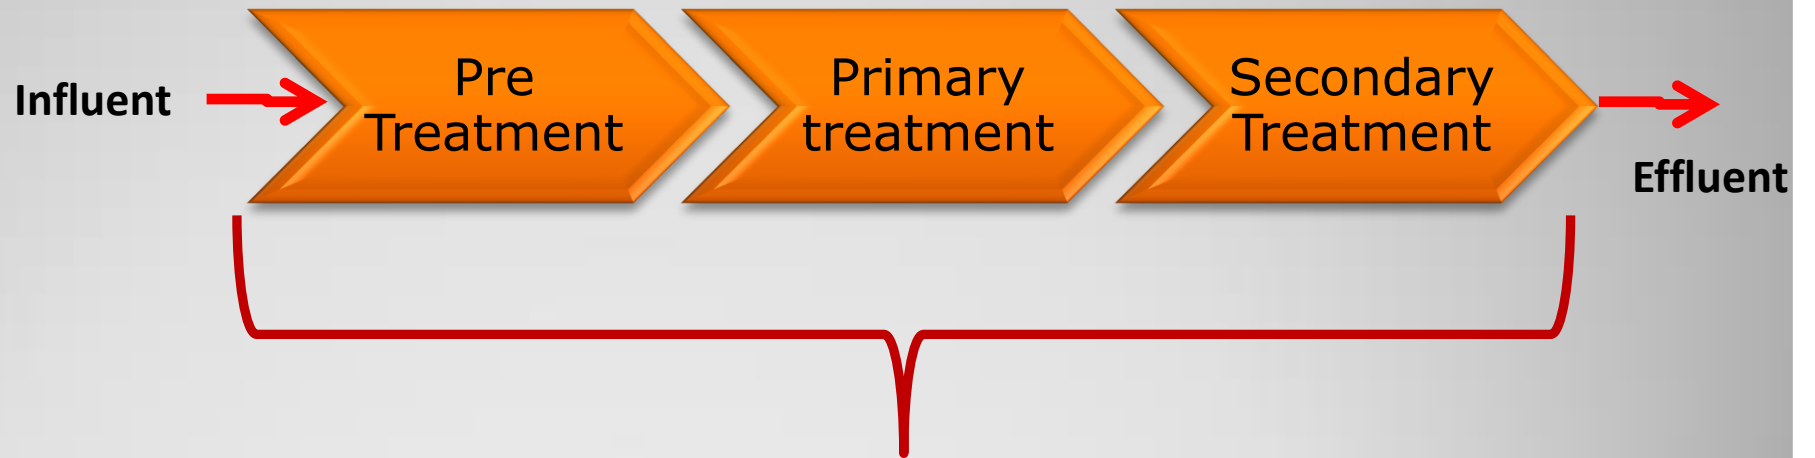 Influent
Pre
Treatment
Primary
treatment
Secondary
Treatment
Effluent